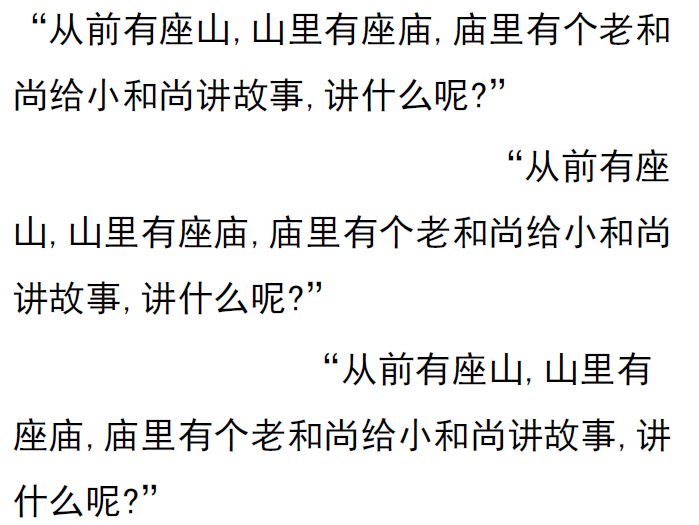 “从前有座山,山里有座庙,庙里有个老和
尚给小和尚讲故事,讲什么呢?”
“从前有座
山,山里有座庙,庙里有个老和尚给小和尚
讲故事,讲什么呢?”
“从前有座山,山里有
座庙,庙里有个老和尚给小和尚讲故事,讲
什么呢?”